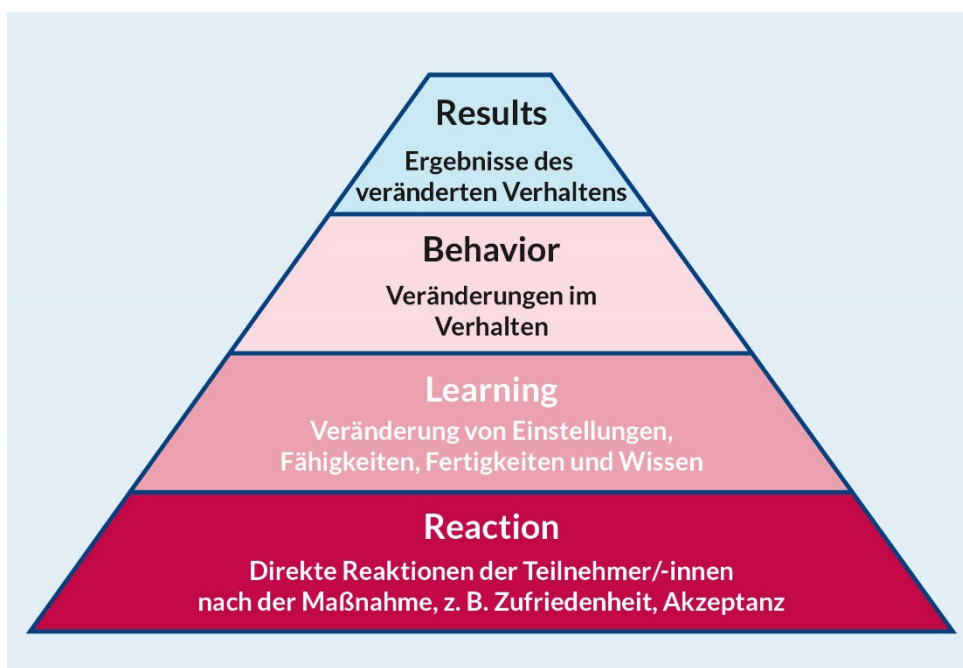 Results
Ergebnisse des
veränderten Verhaltens
Behavior
Veränderungen im
Verhalten
Learning
Veränderung von Einstellungen,
Fähigkeiten, Fertigkeiten und Wissen
Reaction
Direkte Reaktionen der Teilnehmer/-innen
nach der Maßnahme, z. B. Zufriedenheit, Akzeptanz